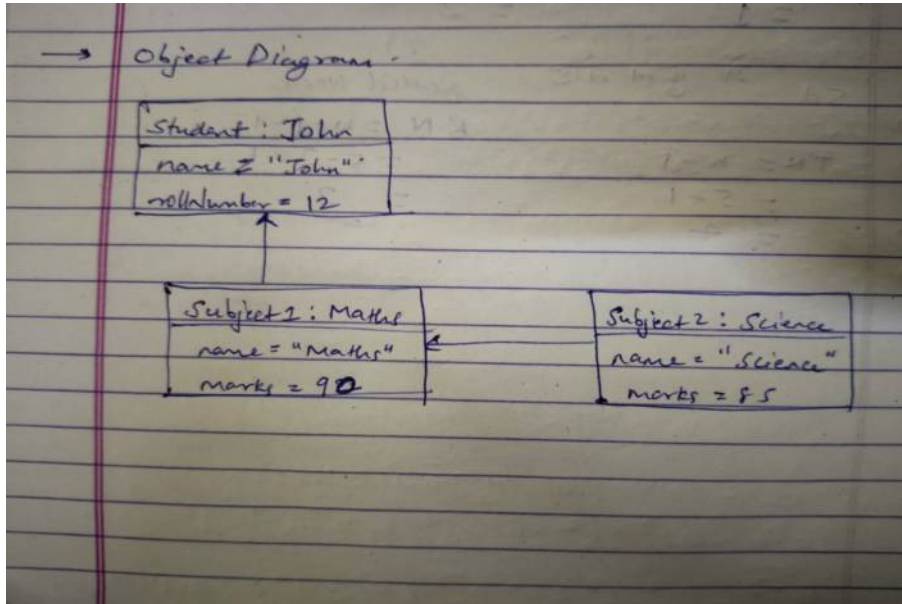 → Object Diagram.
Student : John
name = "John"
rollNumber = 12
Subject1 : Maths
name = "Maths"
marks = 90
Subject2 : Science
name = "Science"
marks = 85